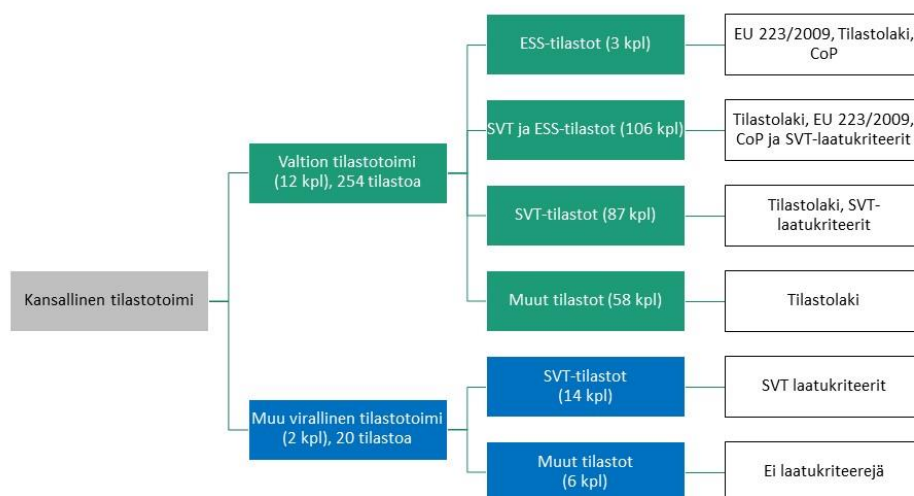 Kansallinen tilastotoimi
Valtion tilastotoimi
(12 kpl), 254 tilastoa
ESS-tilastot (3 kpl)
EU 223/2009, Tilastolaki,
CoP
SVT ja ESS-tilastot (106 kpl)
Tilastolaki, EU 223/2009,
CoP ja SVT-laatukriteerit
SVT-tilastot (87 kpl)
Tilastolaki, SVT-
laatukriteerit
Muut tilastot (58 kpl)
Tilastolaki
Muu virallinen tilastotoimi
(2 kpl), 20 tilastoa
SVT-tilastot
(14 kpl)
SVT laatukriteerit
Muut tilastot
(6 kpl)
Ei laatukriteerejä